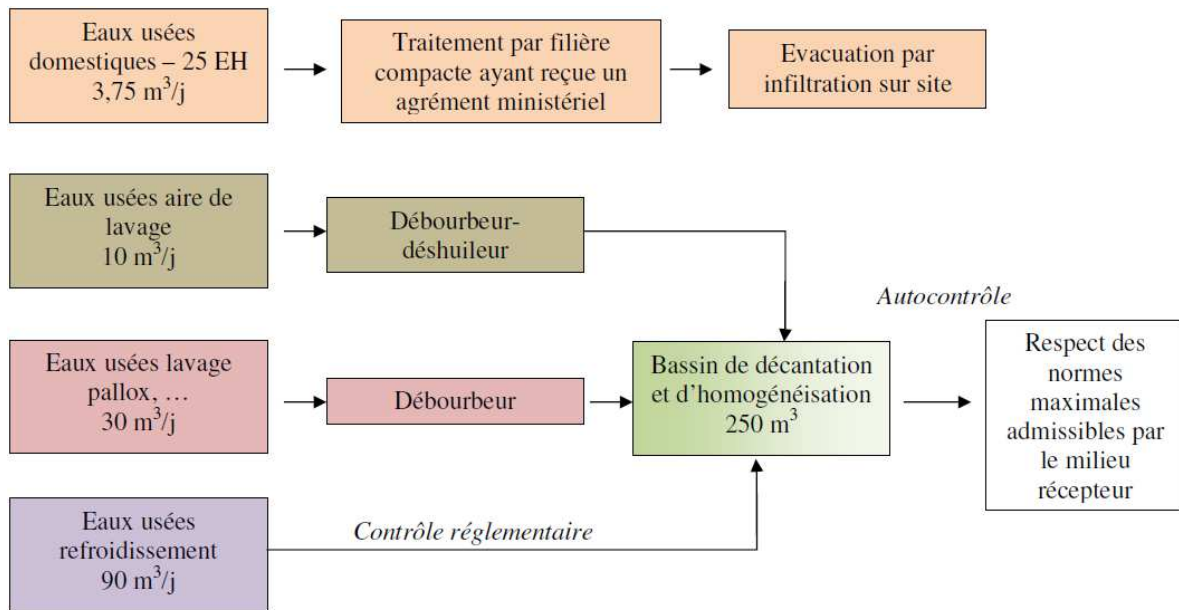 Eaux usées
domestiques – 25 EH
3,75 m³/j
Traitement par filière
compacte ayant reçue un
agrément ministériel
Evacuation par
infiltration sur site
Eaux usées aire de
lavage
10 m³/j
Débourbeur-
déshuileur
Autocontrôle
Eaux usées lavage
pallox, …
30 m³/j
Débourbeur
Bassin de décantation
et d'homogénéisation
250 m³
Respect des
normes
maximales
admissibles par
le milieu
récepteur
Eaux usées
refroidissement
90 m³/j
Contrôle réglementaire